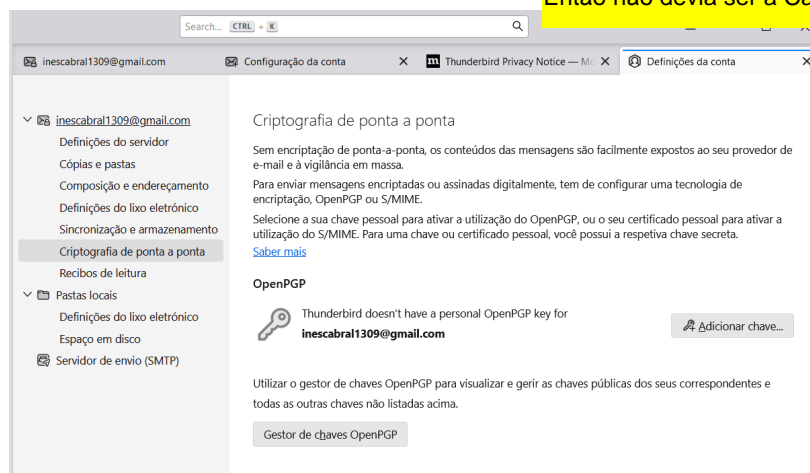 Então não devia ser a
Search... CTRL + K
inescabral1309@gmail.com
Configuração da conta
Thunderbird Privacy Notice — Mo
Definições da conta
inescabral1309@gmail.com
Definições do servidor
Cópias e pastas
Composição e endereçamento
Definições do lixo eletrónico
Sincronização e armazenamento
Criptografia de ponta a ponta
Recibos de leitura
Pastas locais
Definições do lixo eletrónico
Espaço em disco
Servidor de envio (SMTP)
Criptografia de ponta a ponta
Sem encriptação de ponta-a-ponta, os conteúdos das mensagens são facilmente expostos ao seu provedor de
e-mail e à vigilância em massa.
Para enviar mensagens encriptadas ou assinadas digitalmente, tem de configurar uma tecnologia de
encriptação, OpenPGP ou S/MIME.
Selecione a sua chave pessoal para ativar a utilização do OpenPGP, ou o seu certificado pessoal para ativar a
utilização do S/MIME. Para uma chave ou certificado pessoal, você possui a respetiva chave secreta.
Saber mais
OpenPGP
Thunderbird doesn't have a personal OpenPGP key for
inescabral1309@gmail.com
Adicionar chave...
Utilizar o gestor de chaves OpenPGP para visualizar e gerir as chaves públicas dos seus correspondentes e
todas as outras chaves não listadas acima.
Gestor de chaves OpenPGP